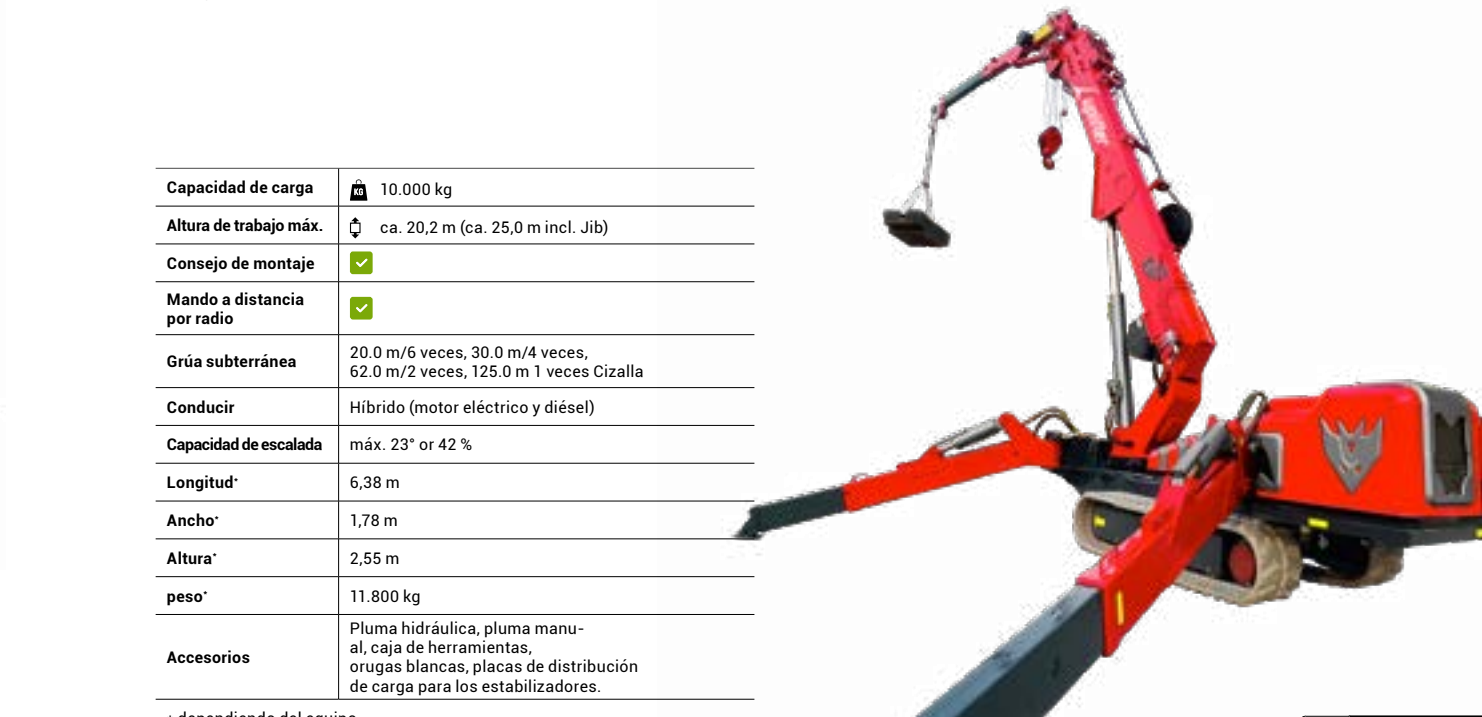 Capacidad de carga
KG
10.000 kg
Altura de trabajo máx.
ca. 20,2 m (ca. 25,0 m incl. Jib)
Consejo de montaje
Mando a distancia
por radio
Grúa subterránea
20.0 m/6 veces, 30.0 m/4 veces,
62.0 m/2 veces, 125.0 m 1 veces Cizalla
Conducir
Híbrido (motor eléctrico y diésel)
Capacidad de escalada
máx. 23° or 42 %
Longitud*
6,38 m
Ancho*
1,78 m
Altura*
2,55 m
peso*
11.800 kg
Accesorios
Pluma hidráulica, pluma manu-
al, caja de herramientas,
orugas blancas, placas de distribución
de carga para los estabilizadores.
* dependiendo del equipo